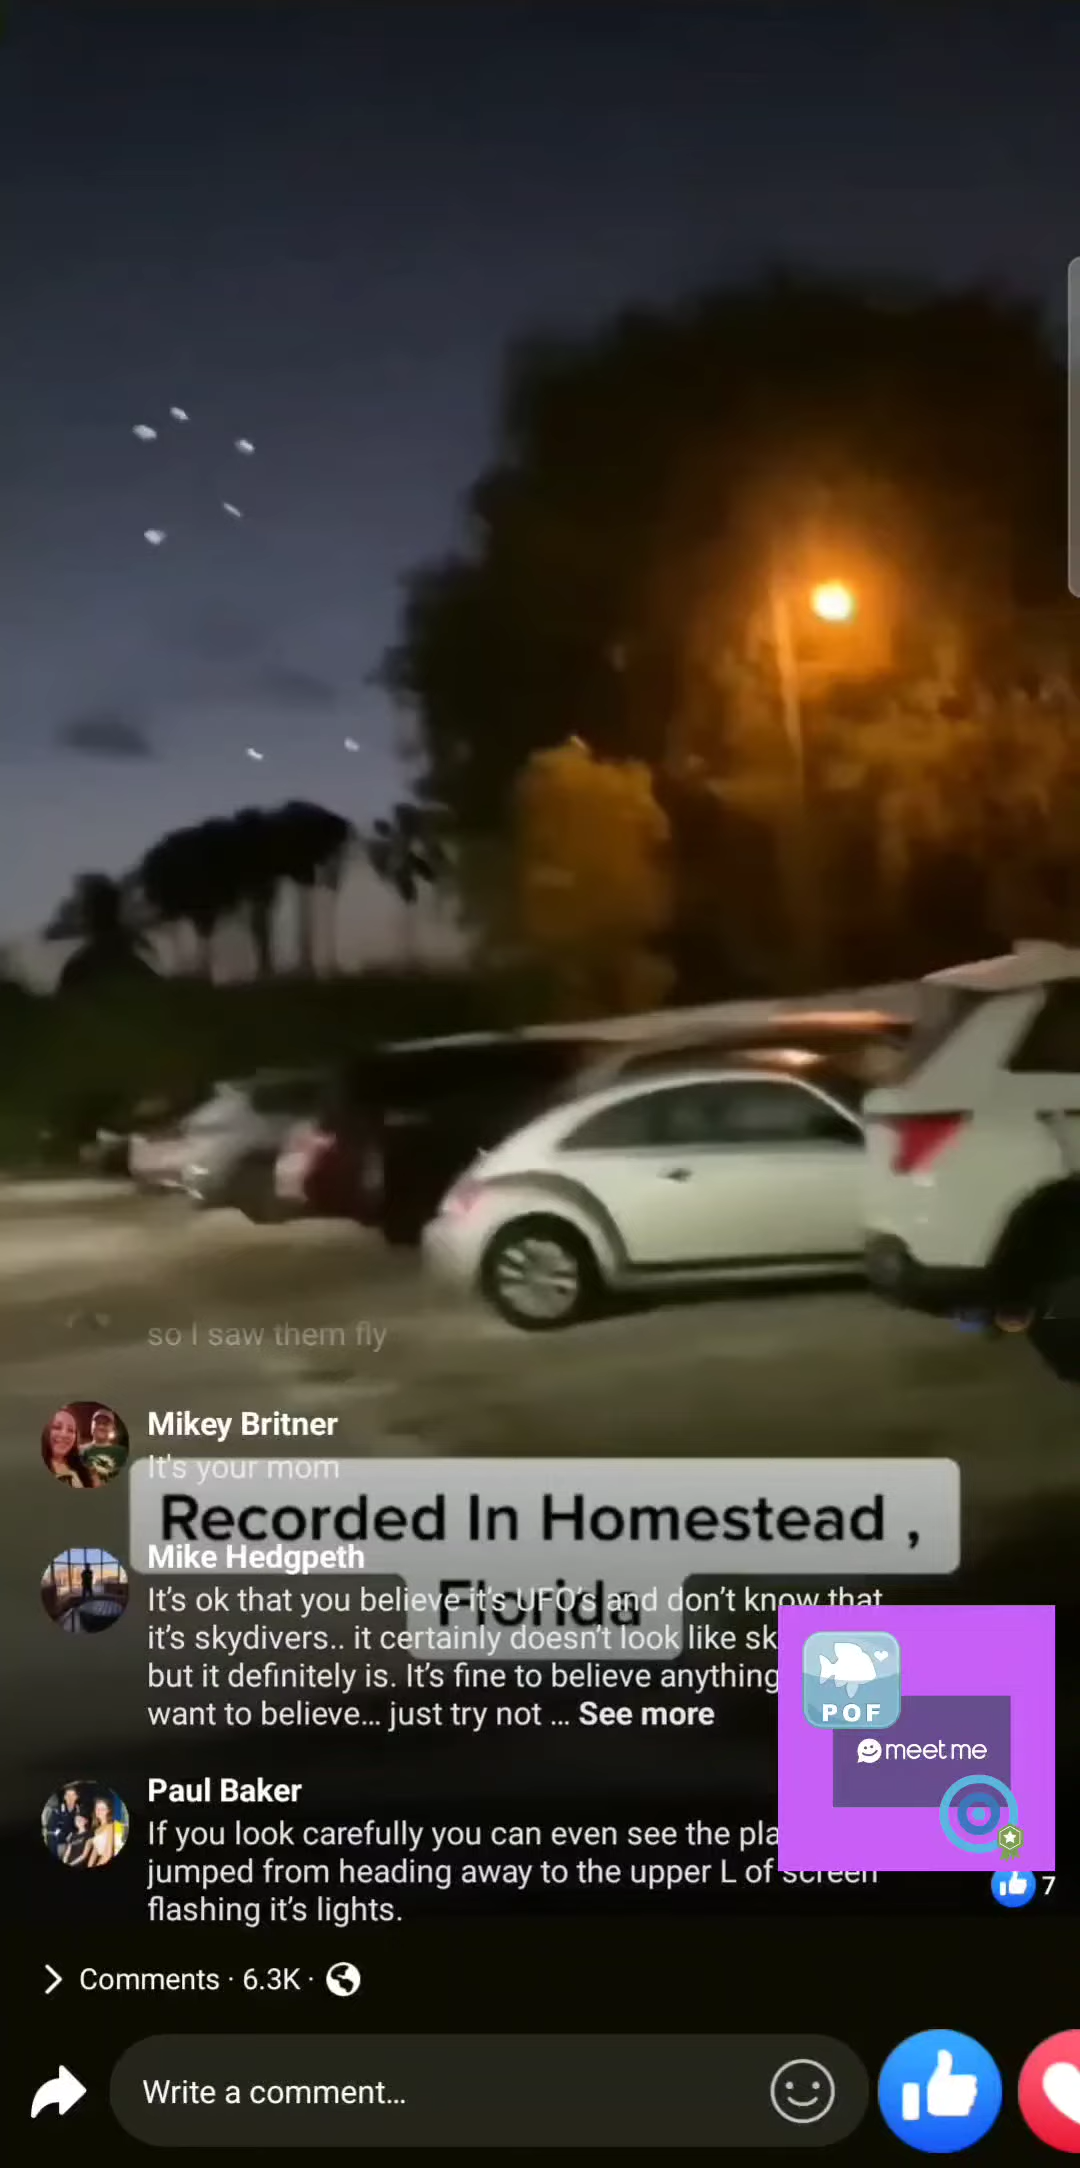 so I saw them fly
Mikey Britner
It's your mom
Recorded In Homestead ,
Florida
Mike Hedgpeth
It's ok that you believe it's UFO's and don't know that
it's skydivers.. it certainly doesn't look like
but it definitely is. It's fine to believe anything
want to believe… just try not … See more
POF
meetme
Paul Baker
If you look carefully you can even see the
jumped from heading away to the upper L of screen
flashing it's lights.
7
Comments · 6.3K ·
Write a comment...